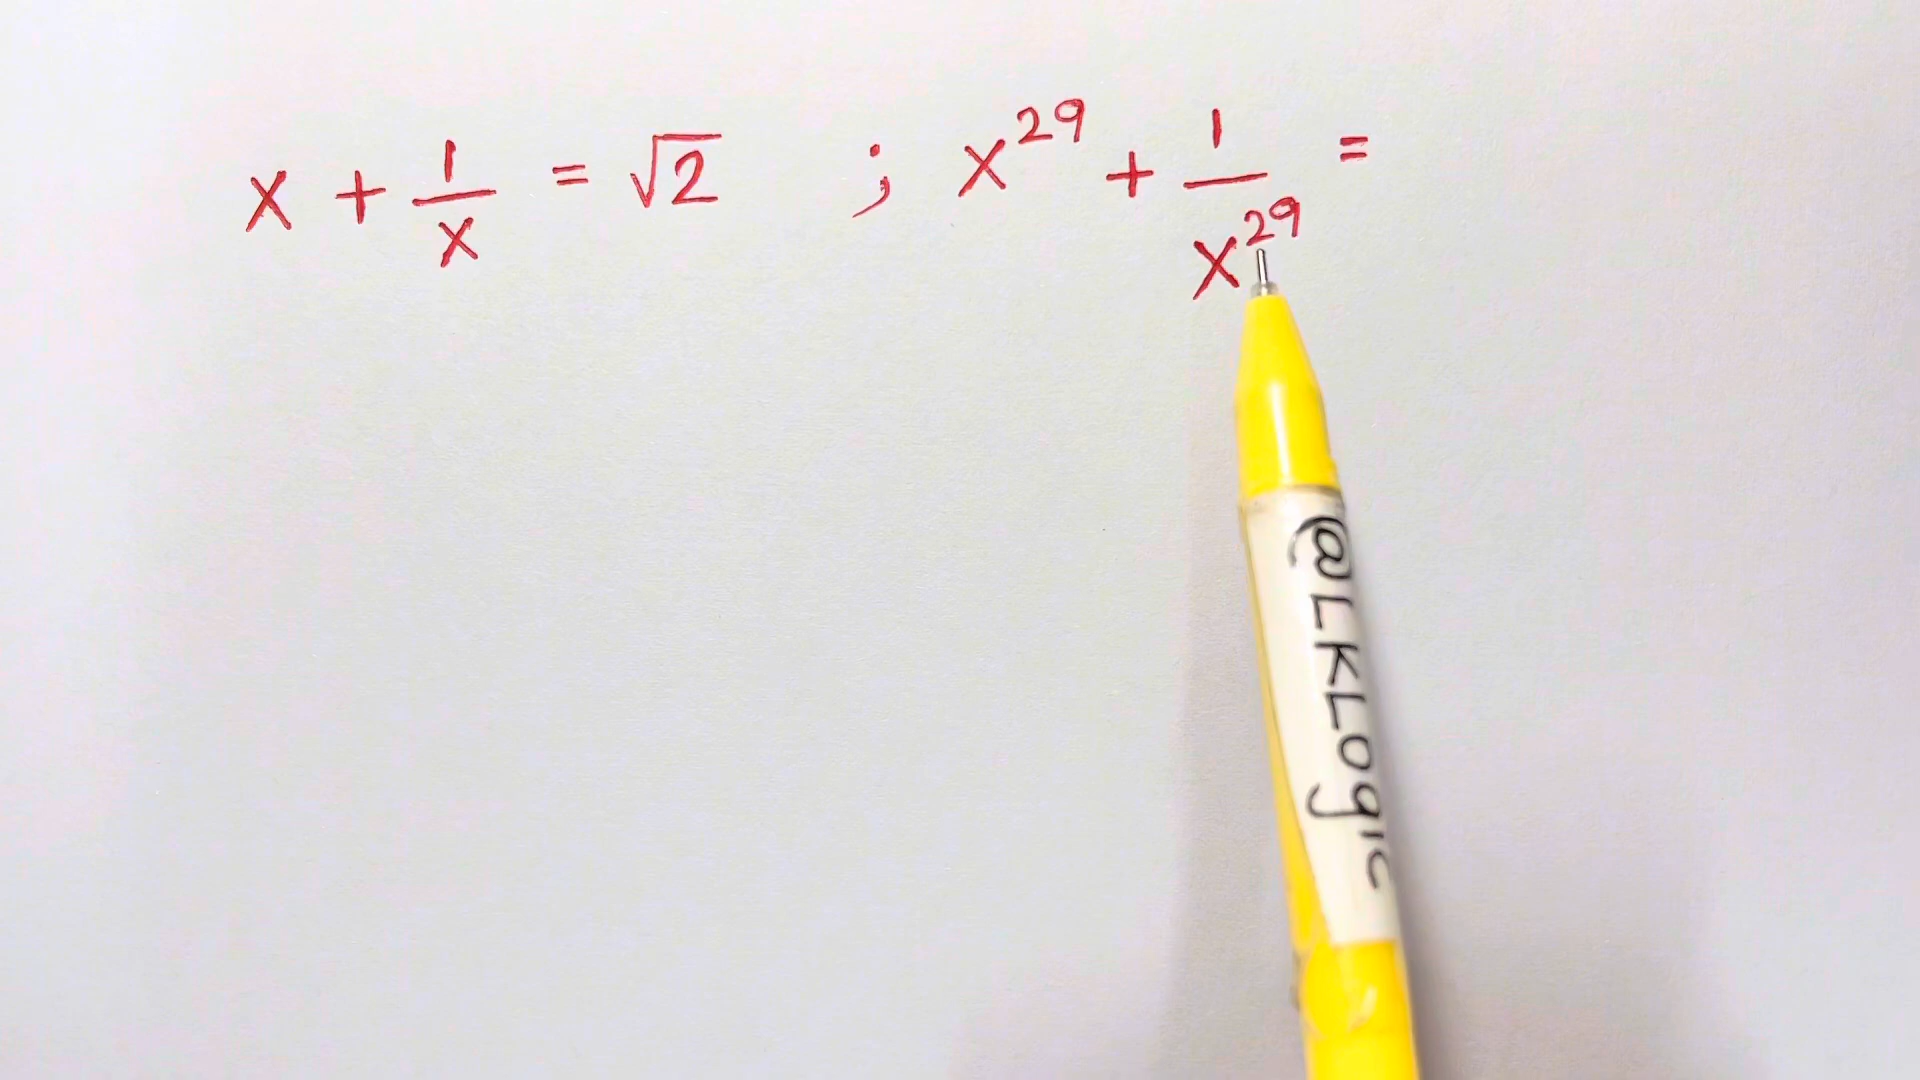 x + 1/x = √2 ; x^29 + 1/x^29 =
@LKLogic